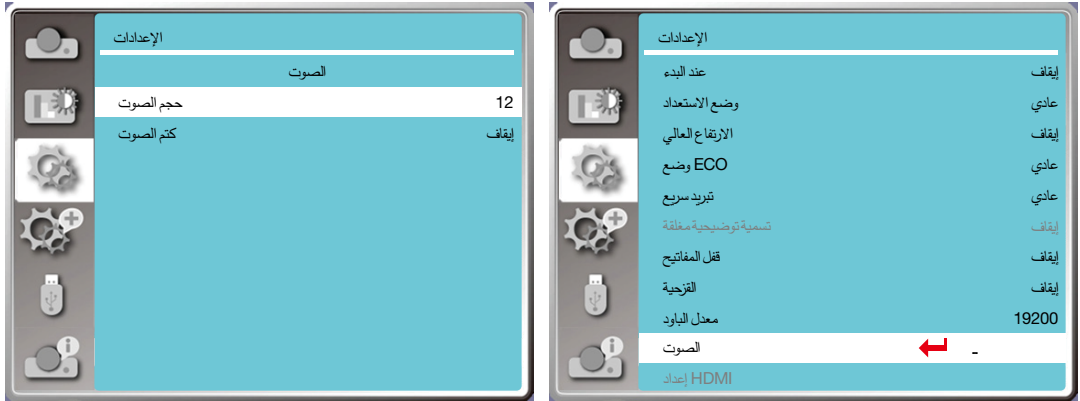 الإعدادات
الصوت
حجم الصوت 12
كتم الصوت إيقاف
الإعدادات
عند البدء إيقاف
وضع الاستعداد عادي
الارتفاع العالي إيقاف
ECO وضع عادي
تبريد سريع عادي
تسمية توضيحية مغلقة إيقاف
قفل المفاتيح إيقاف
القزحية إيقاف
معدل الباود 19200
الصوت -
HDMI إعداد